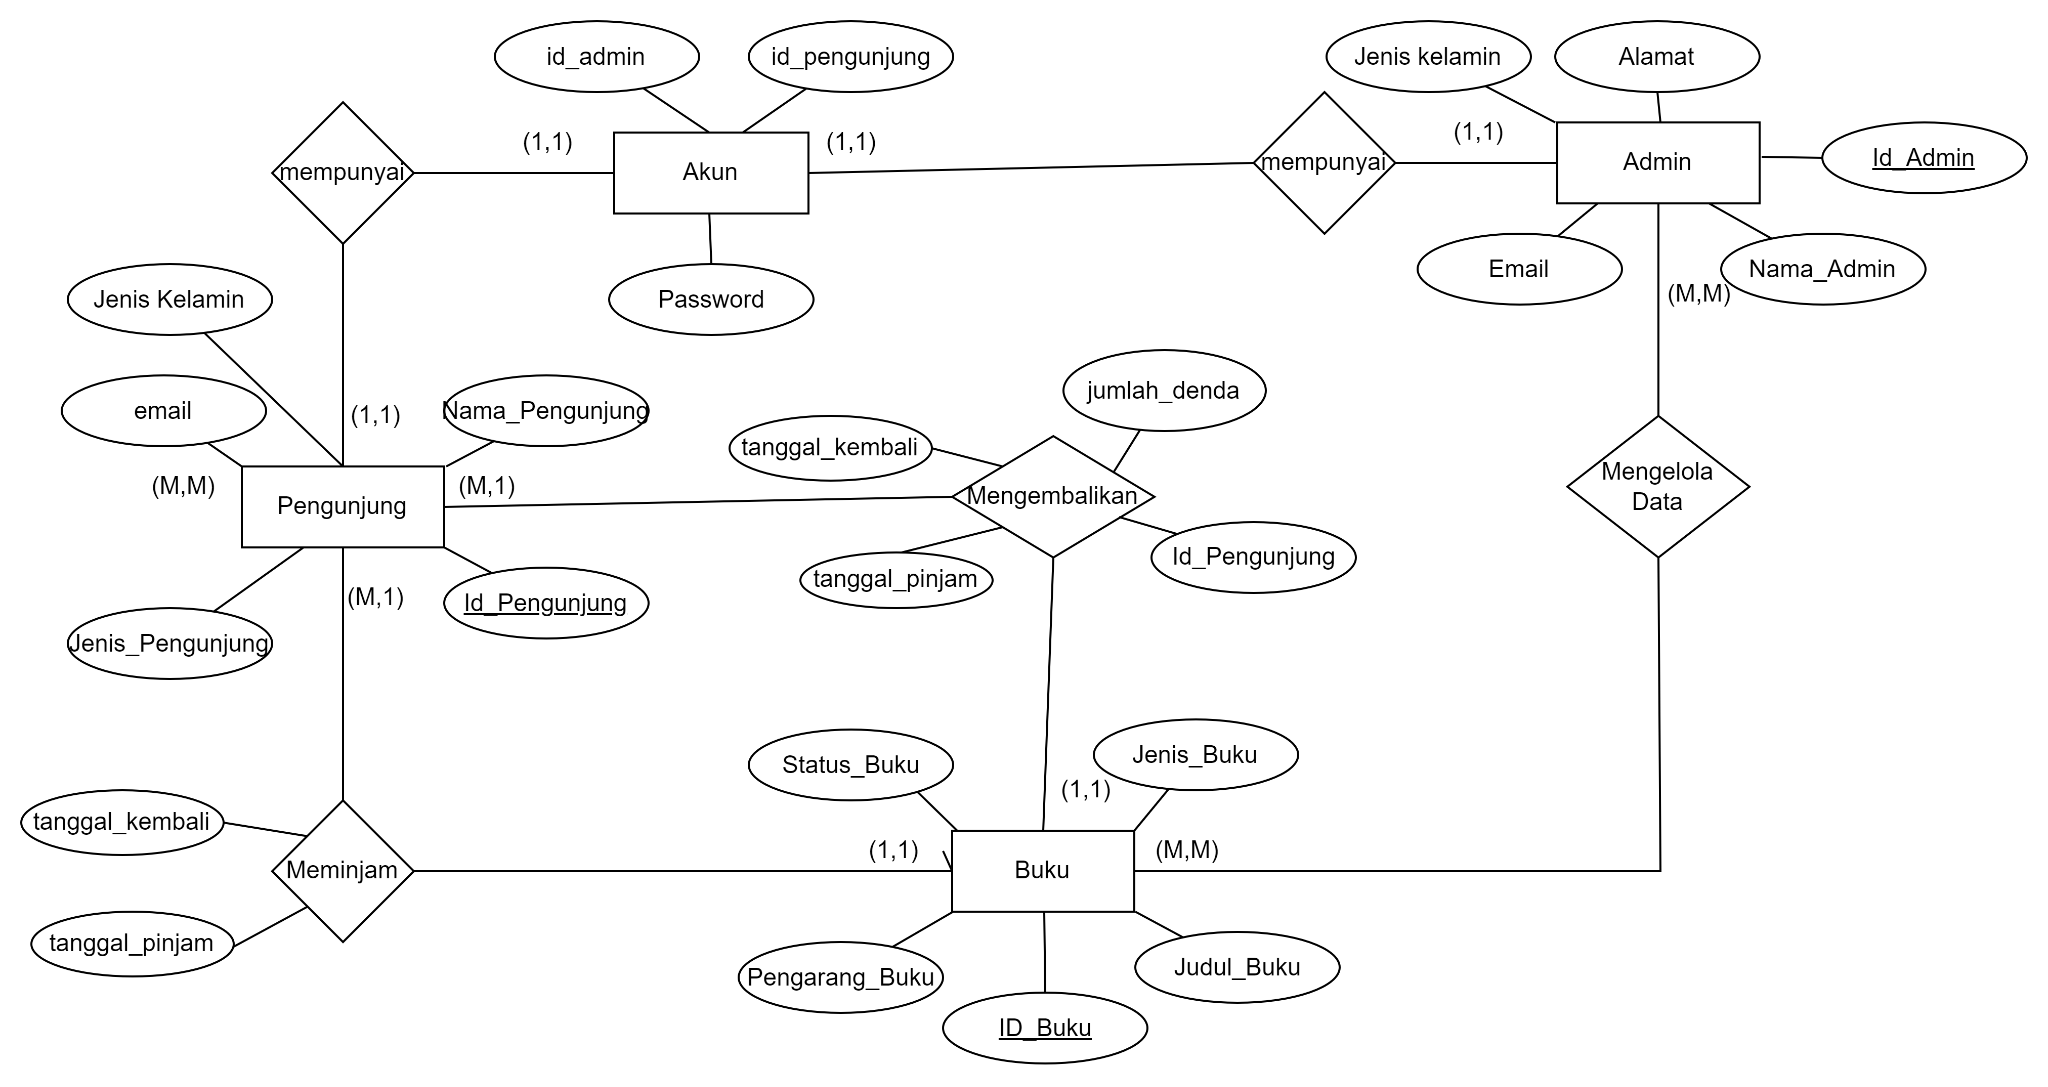 id_admin
id_pengunjung
Jenis kelamin
Alamat
(1,1)
(1,1)
(1,1)
mempunyai
Akun
mempunyai
Admin
Id_Admin
Jenis Kelamin
Password
Email
Nama_Admin
(M,M)
email
(1,1)
Nama_Pengunjung
jumlah_denda
tanggal_kembali
(M,M)
Pengunjung
(M,1)
Mengembalikan
Mengelola
Data
(M,1)
Id_Pengunjung
tanggal_pinjam
Id_Pengunjung
Jenis_Pengunjung
Status_Buku
Jenis_Buku
(1,1)
tanggal_kembali
Meminjam
(1,1)
Buku
(M,M)
tanggal_pinjam
Pengarang_Buku
Judul_Buku
ID_Buku